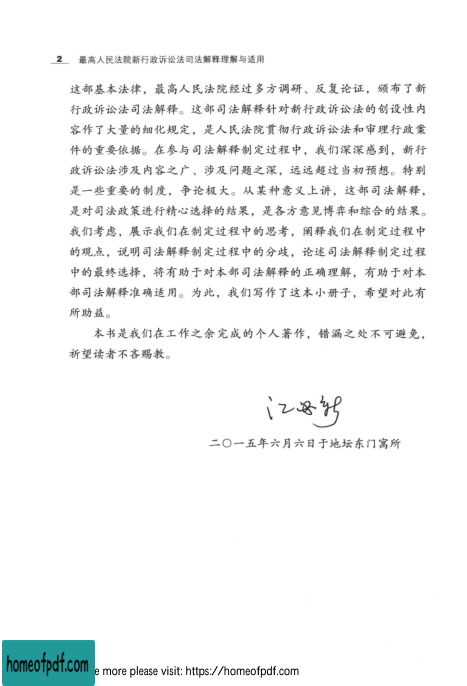 2 最高人民法院新行政诉讼法司法解释理解与适用
这部基本法律，最高人民法院经过多方调研、反复论证，颁布了新
行政诉讼法司法解释。这部司法解释针对新行政诉讼法的创设性内
容作了大量的细化规定，是人民法院贯彻行政诉讼法和审理行政案
件的重要依据。在参与司法解释制定过程中，我们深深感到，新行
政诉讼法涉及内容之广、涉及问题之深，远远超过当初预想。特别
是一些重要的制度，争论极大。从某种意义上讲，这部司法解释，
是对司法政策进行精心选择的结果，是各方意见博弈和综合的结果。
我们考虑，展示我们在制定过程中的思考，阐释我们在制定过程中
的观点，说明司法解释制定过程中的分歧，论述司法解释制定过程
中的最终选择，将有助于对本部司法解释的正确理解，有助于对本
部司法解释准确适用。为此，我们写作了这本小册子，希望对此有
所助益。
本书是我们在工作之余完成的个人著作，错漏之处不可避免，
祈望读者不吝赐教。
江必新
二〇一五年六月六日于地坛东门寓所
homeofpdf.com
e more please visit: https://homeofpdf.com